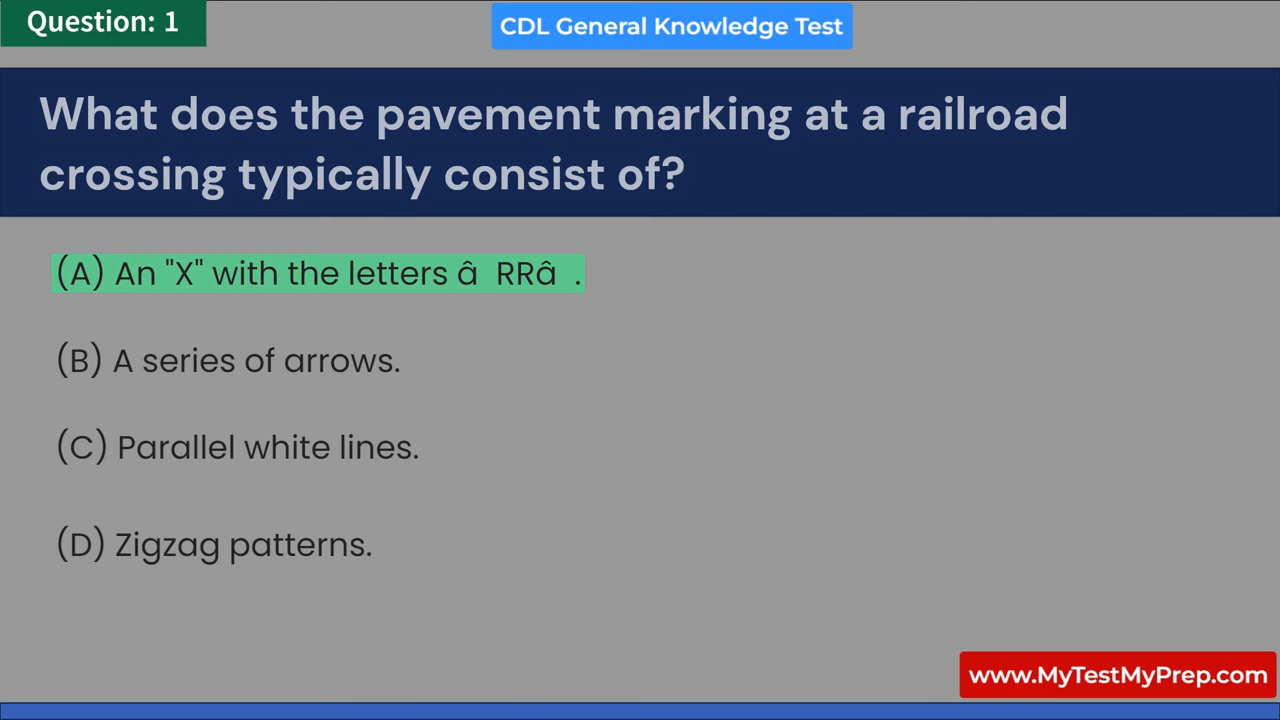 Question: 1
CDL General Knowledge Test
What does the pavement marking at a railroad
crossing typically consist of?
(A) An "X" with the letters â  RRâ  .
(B) A series of arrows.
(C) Parallel white lines.
(D) Zigzag patterns.
www.MyTestMyPrep.com